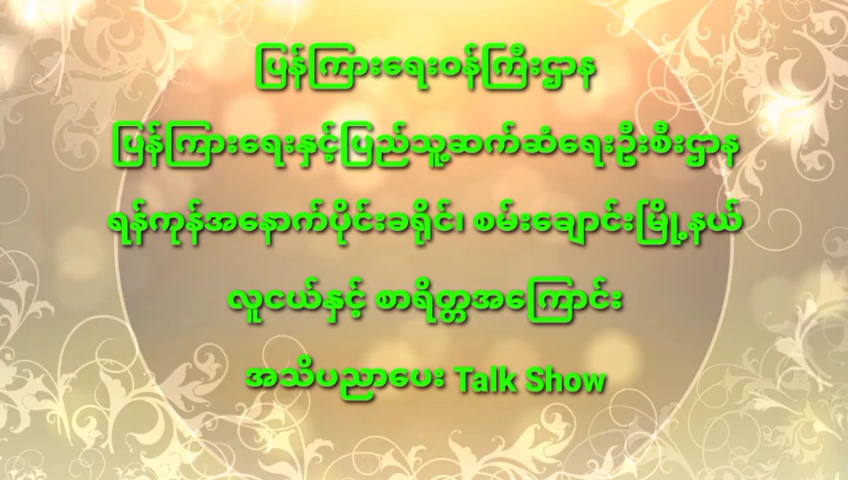 ပြန်ကြားရေးဝန်ကြီးဌာန
ပြန်ကြားရေးနှင့်ပြည်သူ့ဆက်ဆံရေးဦးစီးဌာန
ရန်ကုန်အနောက်ပိုင်းခရိုင်၊ စမ်းချောင်းမြို့နယ်
လူငယ်နှင့် စာရိတ္တအကြောင်း
အသိပညာပေး Talk Show